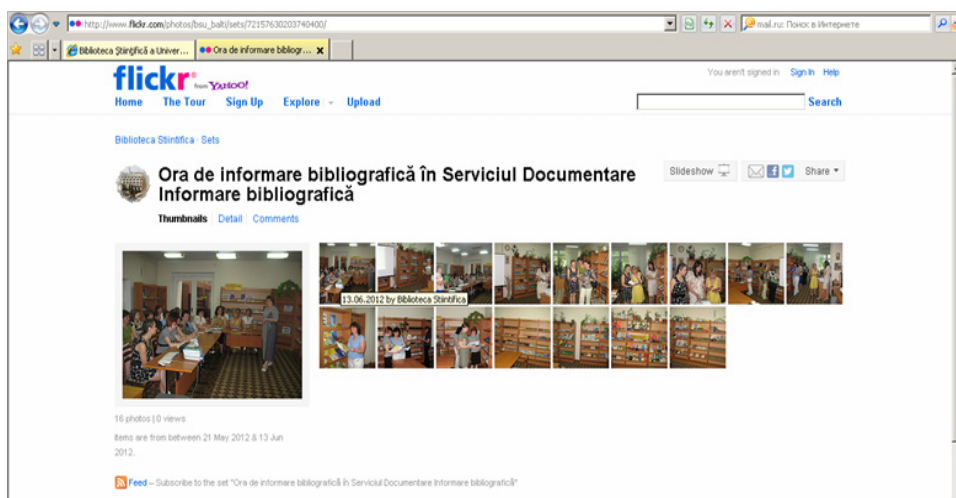 http://www.flickr.com/photos/bsu_balti/sets/72157630203740400/
mail.ru: Поиск в Интернете
Biblioteca Ştiinţifică a Univer...
Ora de informare bibliogr...
flickr from YAHOO!
You aren't signed in Sign In Help
Home The Tour Sign Up Explore Upload
Search
Biblioteca Stiintifica · Sets
Ora de informare bibliografică în Serviciul Documentare
Informare bibliografică
Slideshow
Share
Thumbnails Detail Comments
13.06.2012 by Biblioteca Stiintifica
16 photos | 0 views
items are from between 21 May 2012 & 13 Jun
2012.
Feed – Subscribe to the set "Ora de informare bibliografică în Serviciul Documentare Informare bibliografică"